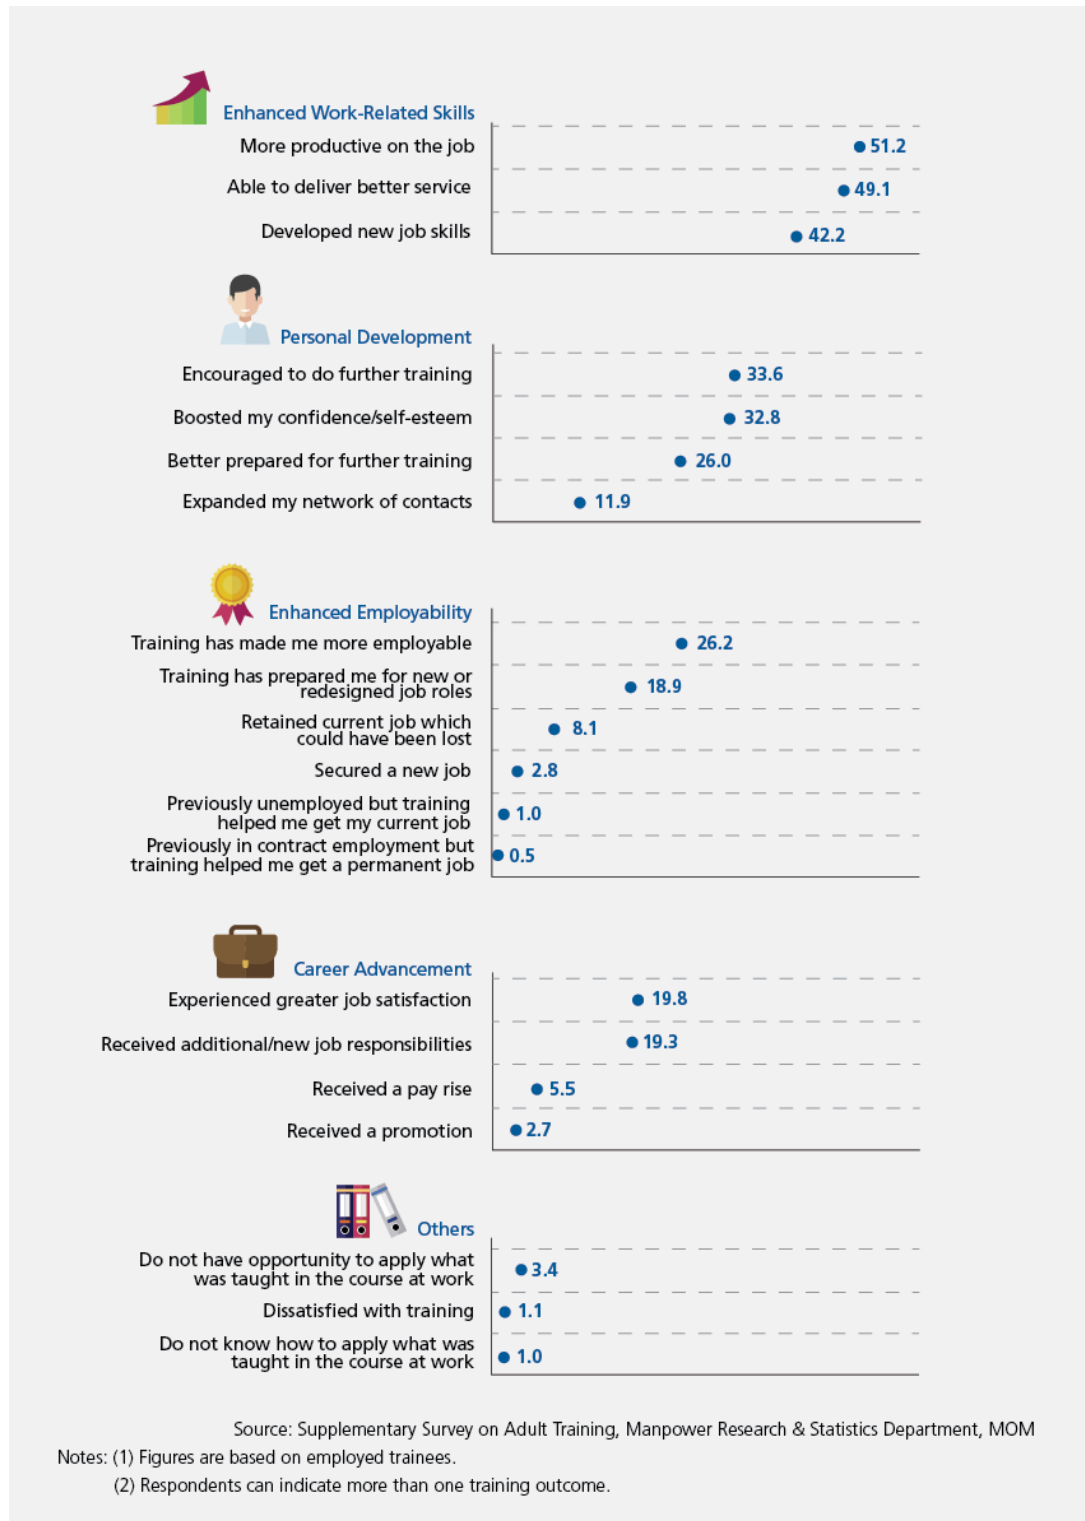 Enhanced Work-Related Skills
More productive on the job
51.2
Able to deliver better service
49.1
Developed new job skills
42.2
Personal Development
Encouraged to do further training
33.6
Boosted my confidence/self-esteem
32.8
Better prepared for further training
26.0
Expanded my network of contacts
11.9
Enhanced Employability
Training has made me more employable
26.2
Training has prepared me for new or
redesigned job roles
18.9
Retained current job which
could have been lost
8.1
Secured a new job
2.8
Previously unemployed but training
helped me get my current job
1.0
Previously in contract employment but
training helped me get a permanent job
0.5
Career Advancement
Experienced greater job satisfaction
19.8
Received additional/new job responsibilities
19.3
Received a pay rise
5.5
Received a promotion
2.7
Others
Do not have opportunity to apply what
was taught in the course at work
3.4
Dissatisfied with training
1.1
Do not know how to apply what was
taught in the course at work
1.0
Source: Supplementary Survey on Adult Training, Manpower Research & Statistics Department, MOM
Notes: (1) Figures are based on employed trainees.
(2) Respondents can indicate more than one training outcome.